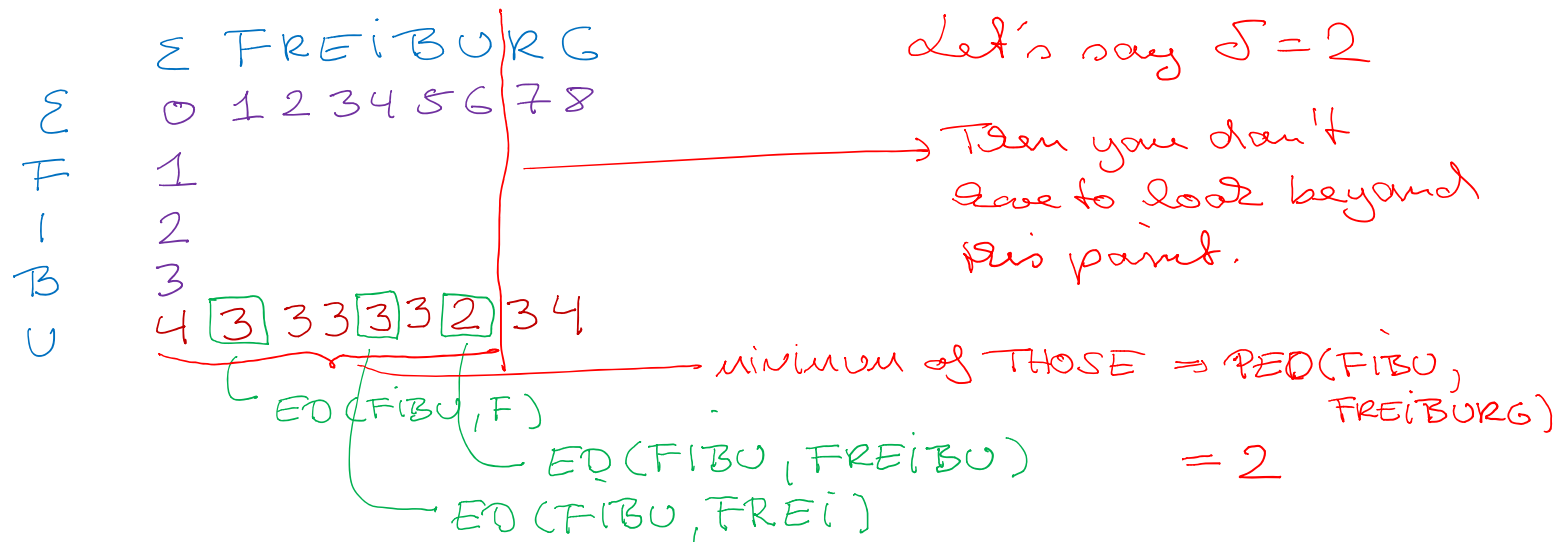 Ɛ FREiBURG
Ɛ 0 1 2 3 4 5 6 7 8
F 1
I 2
B 3
U 4 3 3 3 3 3 2 3 4
Let's say δ = 2
Then you don't
have to look beyond
this point.
minimum of THOSE = PED(FiBU,
FREiBURG)
= 2
ED(FiBU, F)
ED(FIBU, FREiBU)
ED(FiBU, FREi)